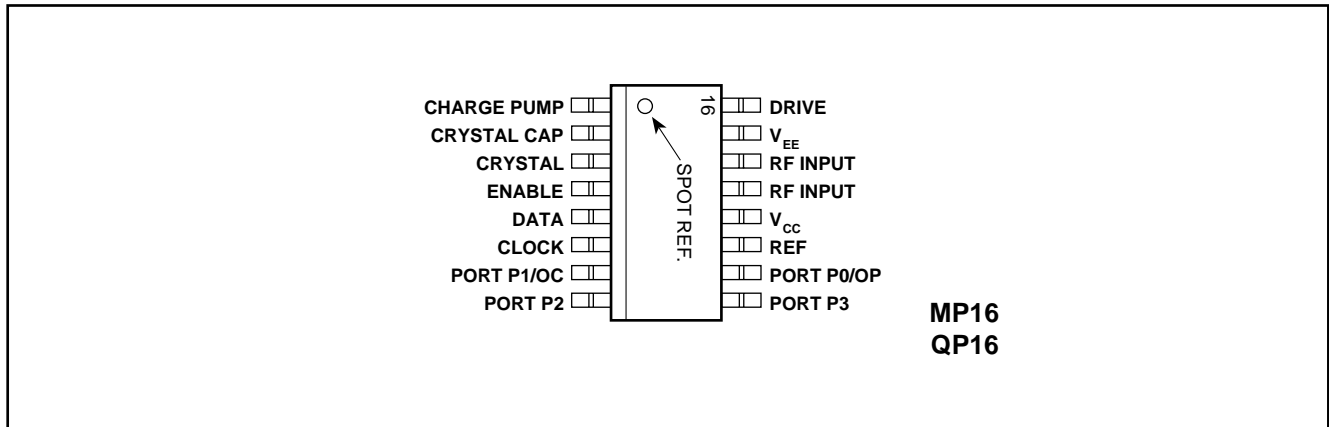 CHARGE PUMP
CRYSTAL CAP
CRYSTAL
ENABLE
DATA
CLOCK
PORT P1/OC
PORT P2
16
SPOT REF.
DRIVE
VEE
RF INPUT
RF INPUT
VCC
REF
PORT P0/OP
PORT P3
MP16
QP16